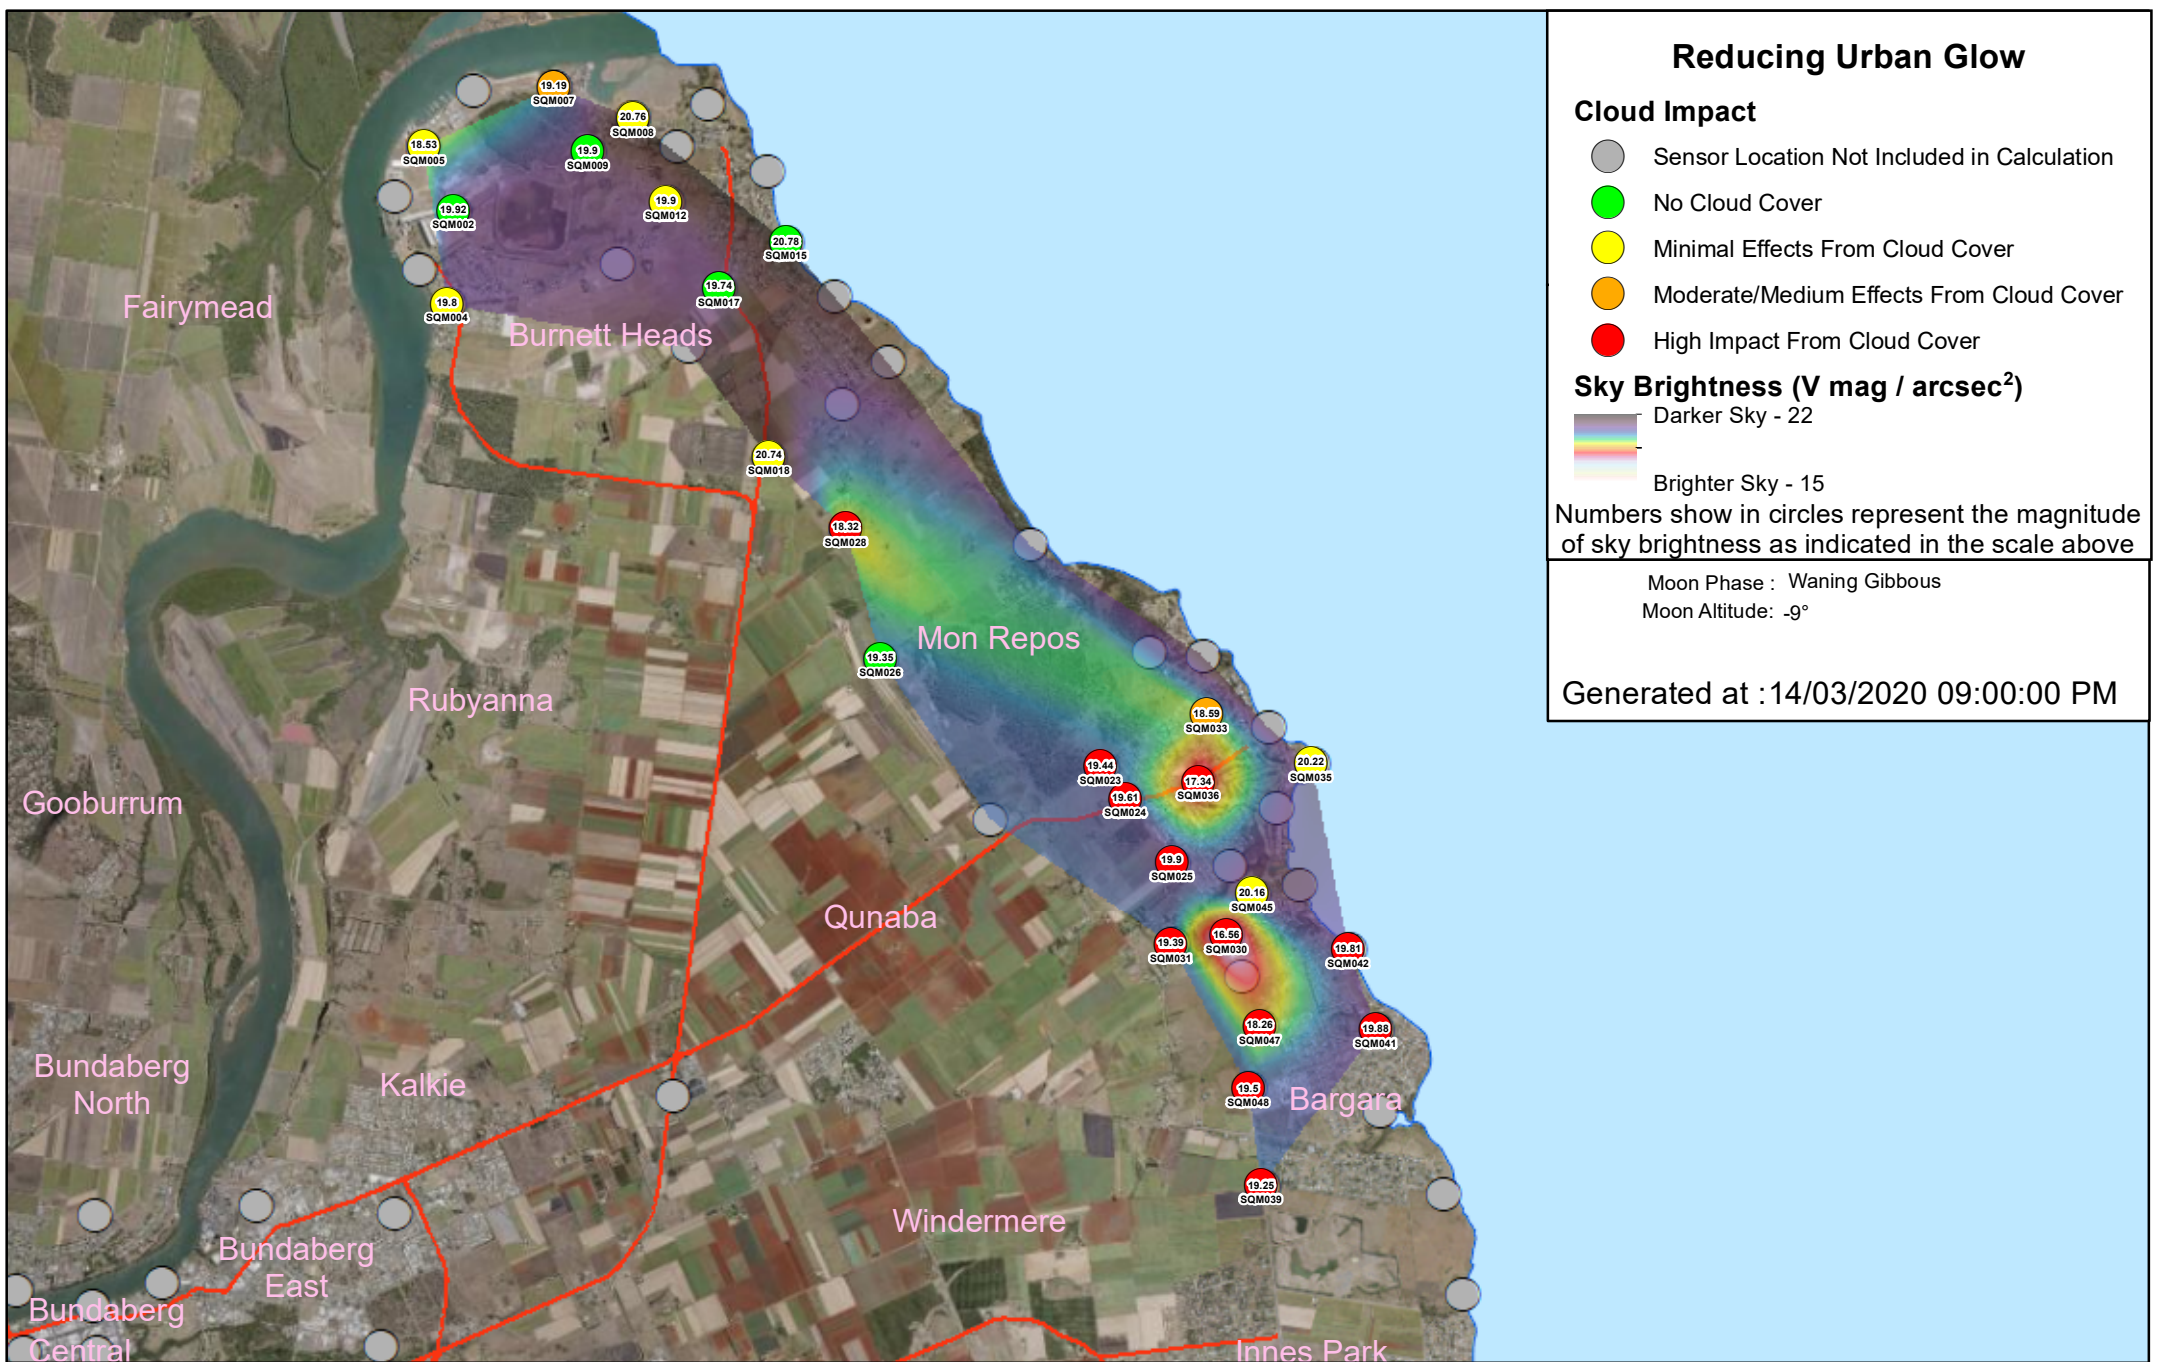 Reducing Urban Glow
Cloud Impact
Sensor Location Not Included in Calculation
No Cloud Cover
Minimal Effects From Cloud Cover
Moderate/Medium Effects From Cloud Cover
High Impact From Cloud Cover
Sky Brightness (V mag / arcsec²)
Darker Sky - 22
Brighter Sky - 15
Numbers show in circles represent the magnitude
of sky brightness as indicated in the scale above
Moon Phase : Waning Gibbous
Moon Altitude: -9°
Generated at :14/03/2020 09:00:00 PM
19.19
SQM007
20.76
SQM008
18.53
SQM005
19.9
SQM009
19.92
SQM002
19.9
SQM012
20.78
SQM015
19.74
SQM017
19.8
SQM004
Fairymead
Burnett Heads
20.74
SQM018
18.32
SQM028
Mon Repos
19.35
SQM026
Rubyanna
18.59
SQM033
19.44
SQM023
20.22
SQM035
17.34
SQM036
19.61
SQM024
Gooburrum
19.9
SQM025
20.16
SQM045
Qunaba
16.56
SQM030
19.39
SQM031
19.81
SQM042
18.26
SQM047
19.88
SQM041
Bundaberg
North
Kalkie
19.5
SQM048
Bargara
19.25
SQM039
Windermere
Bundaberg
East
Bundaberg
Central
Innes Park